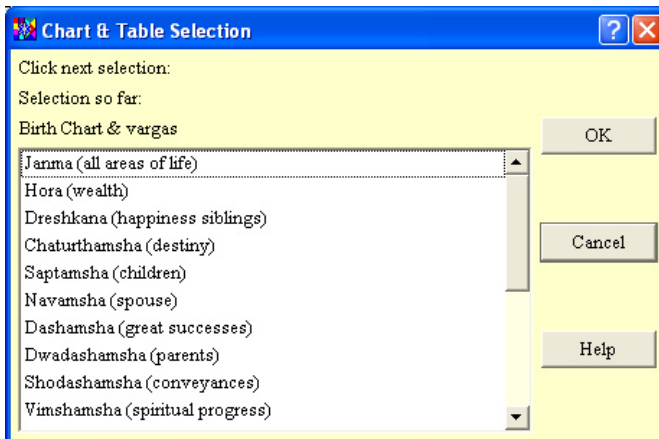 Chart & Table Selection
Click next selection:
Selection so far:
Birth Chart & vargas
Janma (all areas of life)
Hora (wealth)
Dreshkana (happiness siblings)
Chaturthamsha (destiny)
Saptamsha (children)
Navamsha (spouse)
Dashamsha (great successes)
Dwadashamsha (parents)
Shodashamsha (conveyances)
Vimshamsha (spiritual progress)
OK
Cancel
Help